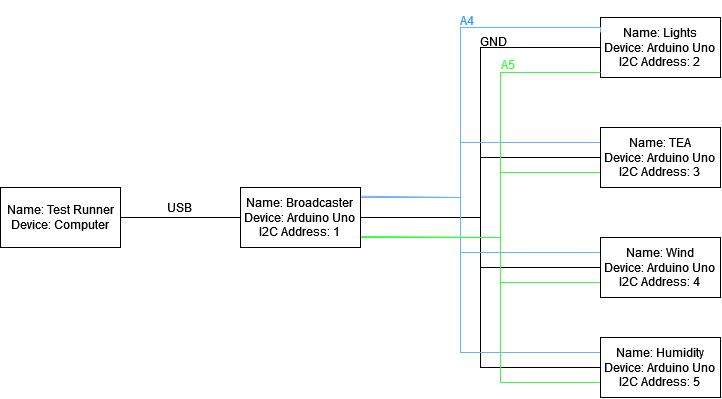 A4
Name: Lights
Device: Arduino Uno
I2C Address: 2
GND
A5
Name: TEA
Device: Arduino Uno
I2C Address: 3
Name: Test Runner
Device: Computer
USB
Name: Broadcaster
Device: Arduino Uno
I2C Address: 1
Name: Wind
Device: Arduino Uno
I2C Address: 4
Name: Humidity
Device: Arduino Uno
I2C Address: 5